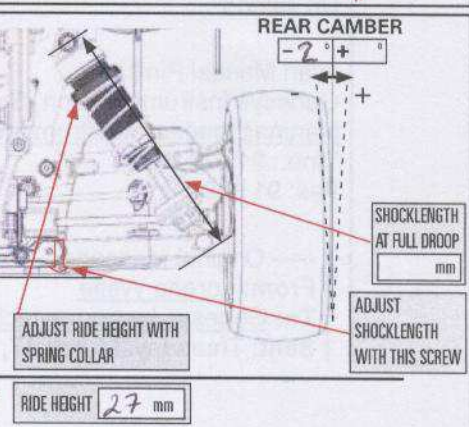 REAR CAMBER
- 2 ° + °
- +
SHOCKLENGTH
AT FULL DROOP
mm
ADJUST
SHOCKLENGTH
WITH THIS SCREW
ADJUST RIDE HEIGHT WITH
SPRING COLLAR
RIDE HEIGHT 27 mm